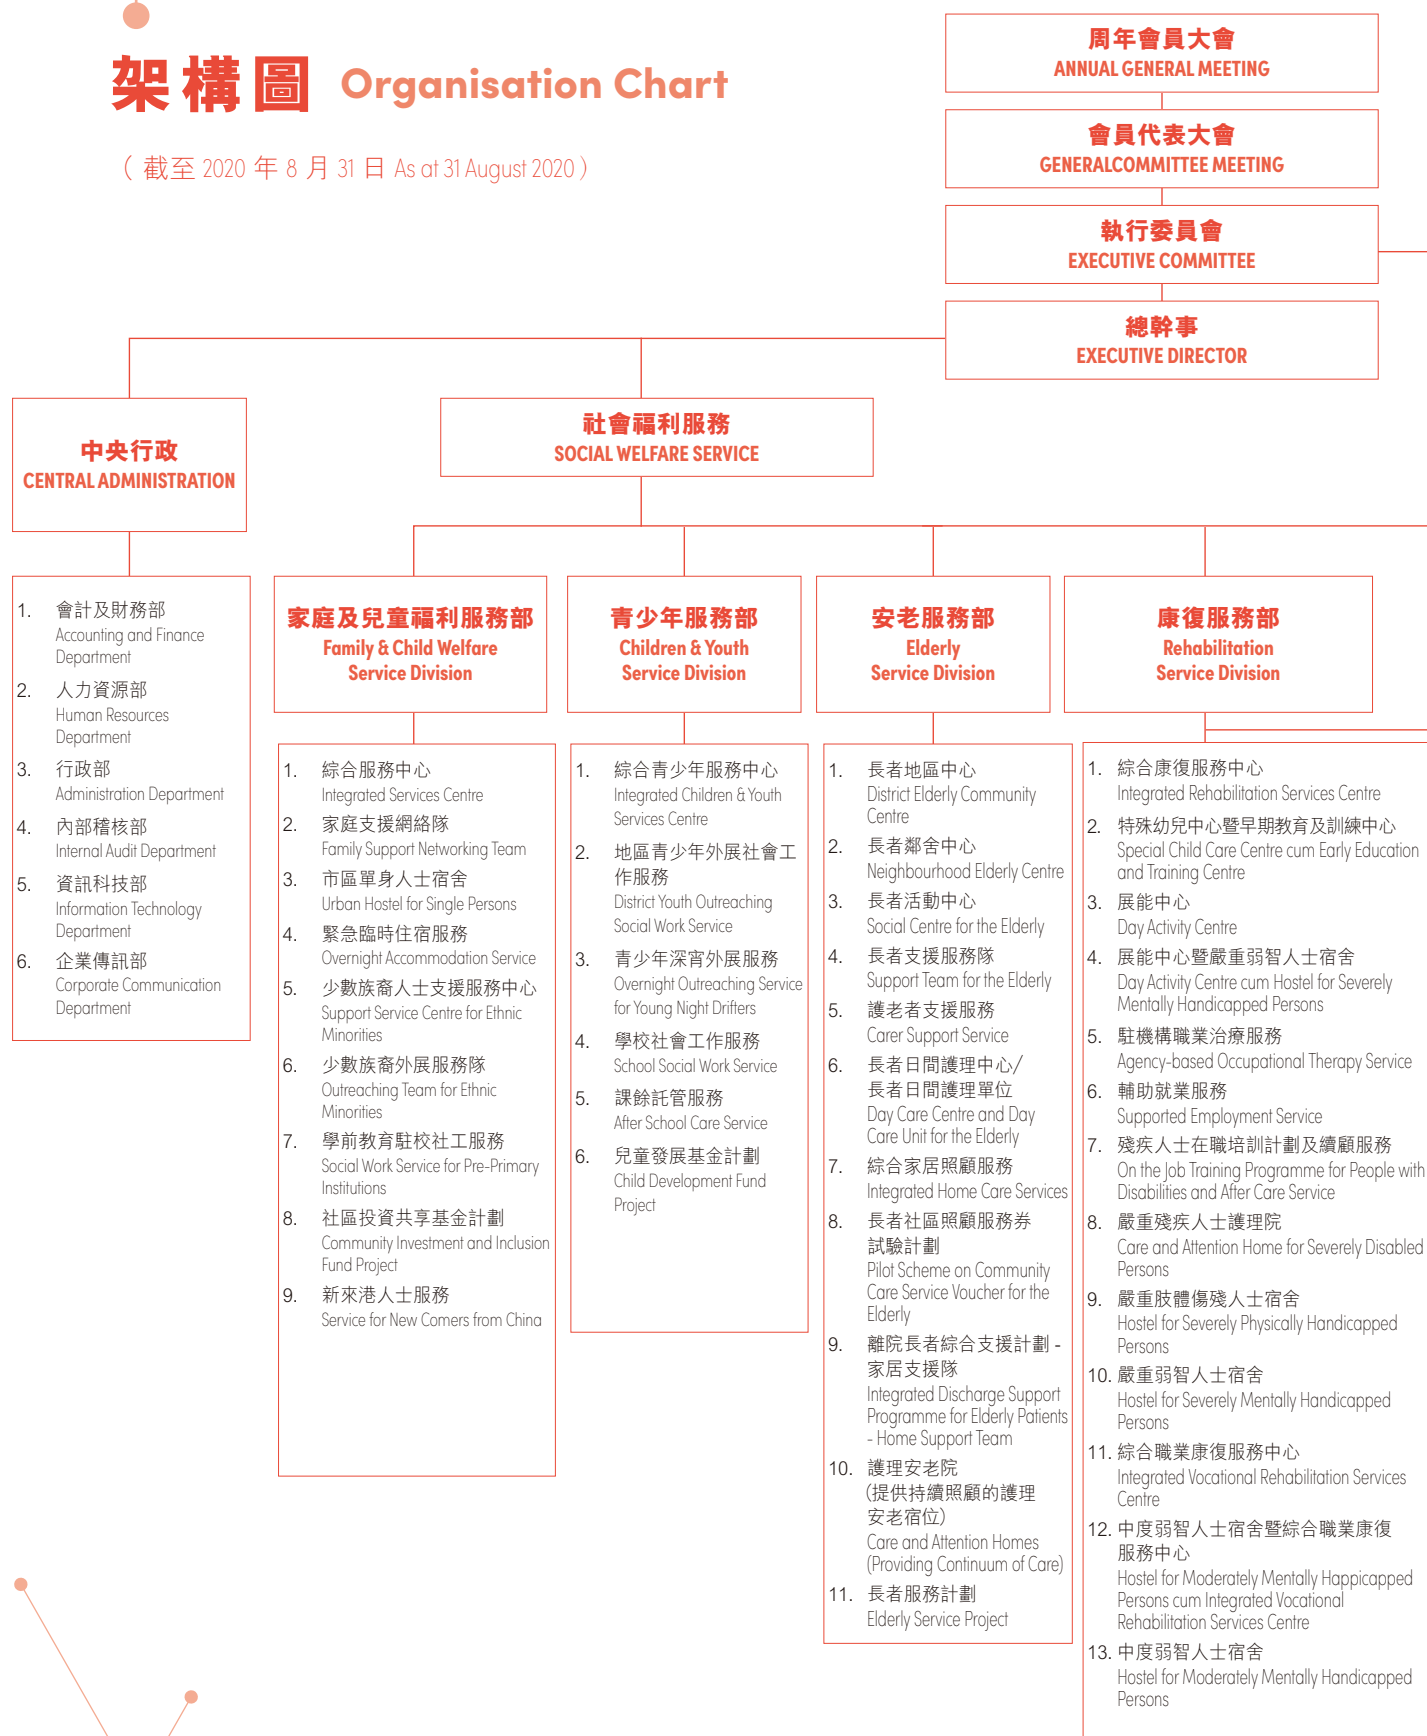 架構圖 Organisation Chart
（截至 2020 年 8 月 31 日 As at 31 August 2020）
周年會員大會
ANNUAL GENERAL MEETING
會員代表大會
GENERALCOMMITTEE MEETING
執行委員會
EXECUTIVE COMMITTEE
總幹事
EXECUTIVE DIRECTOR
中央行政
CENTRAL ADMINISTRATION
社會福利服務
SOCIAL WELFARE SERVICE
1. 會計及財務部
Accounting and Finance
Department
2. 人力資源部
Human Resources
Department
3. 行政部
Administration Department
4. 內部稽核部
Internal Audit Department
5. 資訊科技部
Information Technology
Department
6. 企業傳訊部
Corporate Communication
Department
家庭及兒童福利服務部
Family & Child Welfare
Service Division
1. 綜合服務中心
Integrated Services Centre
2. 家庭支援網絡隊
Family Support Networking Team
3. 市區單身人士宿舍
Urban Hostel for Single Persons
4. 緊急臨時住宿服務
Overnight Accommodation Service
5. 少數族裔人士支援服務中心
Support Service Centre for Ethnic
Minorities
6. 少數族裔外展服務隊
Outreaching Team for Ethnic
Minorities
7. 學前教育駐校社工服務
Social Work Service for Pre-Primary
Institutions
8. 社區投資共享基金計劃
Community Investment and Inclusion
Fund Project
9. 新來港人士服務
Service for New Comers from China
青少年服務部
Children & Youth
Service Division
1. 綜合青少年服務中心
Integrated Children & Youth
Services Centre
2. 地區青少年外展社會工
作服務
District Youth Outreaching
Social Work Service
3. 青少年深宵外展服務
Overnight Outreaching Service
for Young Night Drifters
4. 學校社會工作服務
School Social Work Service
5. 課餘託管服務
After School Care Service
6. 兒童發展基金計劃
Child Development Fund
Project
安老服務部
Elderly
Service Division
1. 長者地區中心
District Elderly Community
Centre
2. 長者鄰舍中心
Neighbourhood Elderly Centre
3. 長者活動中心
Social Centre for the Elderly
4. 長者支援服務隊
Support Team for the Elderly
5. 護老者支援服務
Carer Support Service
6. 長者日間護理中心/
長者日間護理單位
Day Care Centre and Day
Care Unit for the Elderly
7. 綜合家居照顧服務
Integrated Home Care Services
8. 長者社區照顧服務券
試驗計劃
Pilot Scheme on Community
Care Service Voucher for the
Elderly
9. 離院長者綜合支援計劃 -
家居支援隊
Integrated Discharge Support
Programme for Elderly Patients
- Home Support Team
10. 護理安老院
（提供持續照顧的護理
安老宿位）
Care and Attention Homes
(Providing Continuum of Care)
11. 長者服務計劃
Elderly Service Project
康復服務部
Rehabilitation
Service Division
1. 綜合康復服務中心
Integrated Rehabilitation Services Centre
2. 特殊幼兒中心暨早期教育及訓練中心
Special Child Care Centre cum Early Education
and Training Centre
3. 展能中心
Day Activity Centre
4. 展能中心暨嚴重弱智人士宿舍
Day Activity Centre cum Hostel for Severely
Mentally Handicapped Persons
5. 駐機構職業治療服務
Agency-based Occupational Therapy Service
6. 輔助就業服務
Supported Employment Service
7. 殘疾人士在職培訓計劃及續顧服務
On the Job Training Programme for People with
Disabilities and After Care Service
8. 嚴重殘疾人士護理院
Care and Attention Home for Severely Disabled
Persons
9. 嚴重肢體傷殘人士宿舍
Hostel for Severely Physically Handicapped
Persons
10. 嚴重弱智人士宿舍
Hostel for Severely Mentally Handicapped
Persons
11. 綜合職業康復服務中心
Integrated Vocational Rehabilitation Services
Centre
12. 中度弱智人士宿舍暨綜合職業康復
服務中心
Hostel for Moderately Mentally Happicapped
Persons cum Integrated Vocational
Rehabilitation Services Centre
13. 中度弱智人士宿舍
Hostel for Moderately Mentally Handicapped
Persons